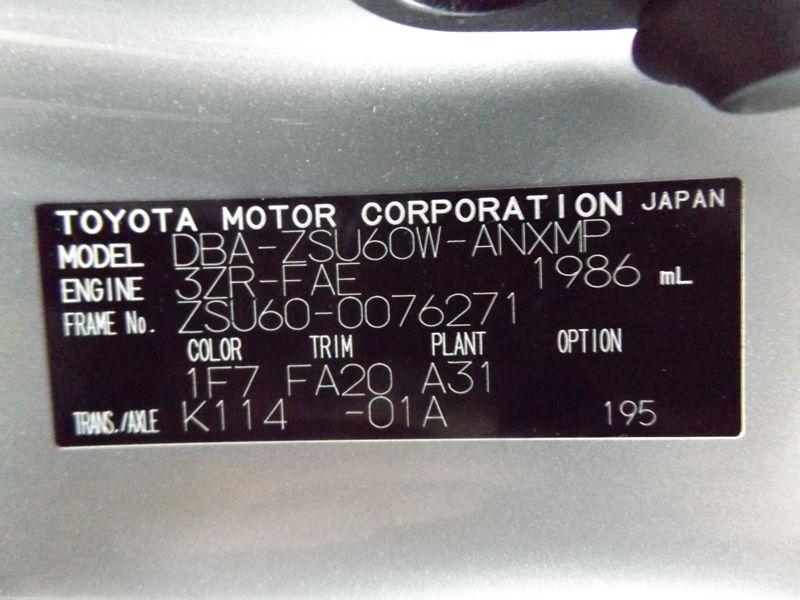 TOYOTA MOTOR CORPORATION JAPAN
MODEL DBA-ZSU60W-ANXMP
ENGINE 3ZR-FAE 1986 mL
FRAME No. ZSU60-0076271
COLOR TRIM PLANT OPTION
1F7 FA20 A31
TRANS./AXLE K114 -01A 195